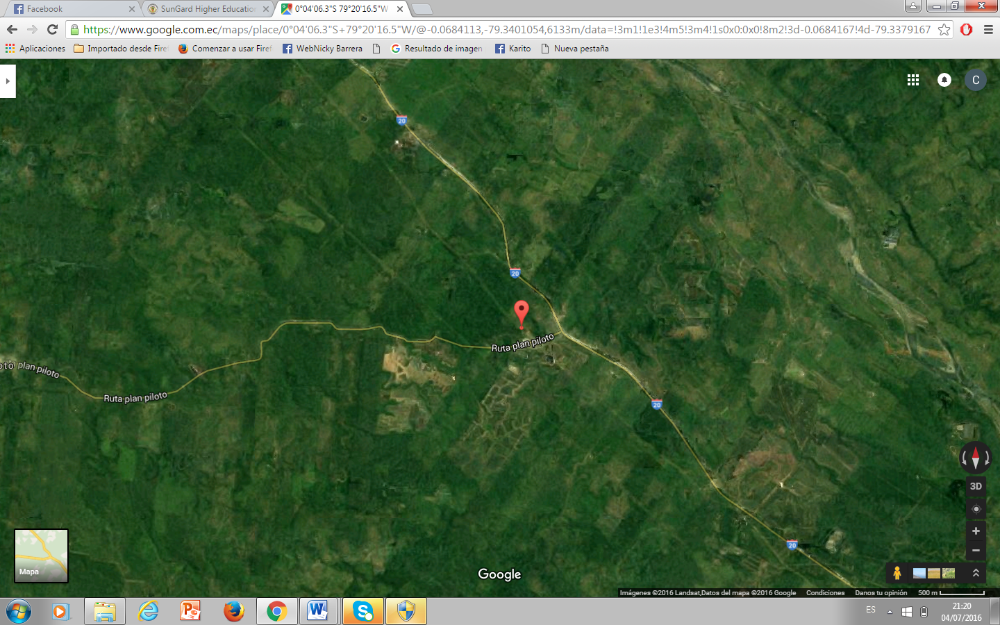 Facebook
SunGard Higher Education
0°04'06.3"S 79°20'16.5"W
https://www.google.com.ec/maps/place/0°04'06.3"S+79°20'16.5"W/@-0.0684113,-79.3401054,6133m/data=!3m1!1e3!4m5!3m4!1s0x0:0x0!8m2!3d-0.0684167!4d-79.3379167
Aplicaciones
Importado desde Firef
Comenzar a usar Firef
WebNicky Barrera
Resultado de imagen
Karito
Nueva pestaña
C
20
20
Ruta plan piloto
oto plan piloto
Ruta plan piloto
20
3D
20
Mapa
Google
Imágenes ©2016 Landsat,Datos del mapa ©2016 Google
Condiciones
Danos tu opinión
500 m
ES
21:20
04/07/2016